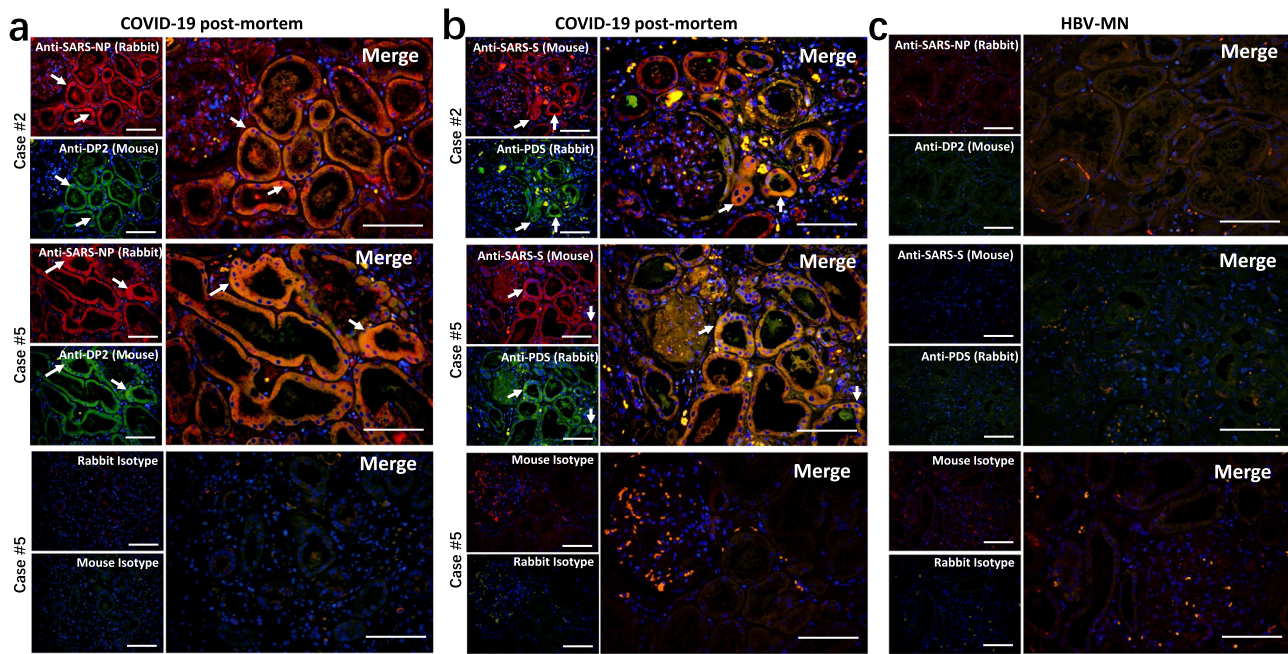 a
COVID-19 post-mortem
Case #2
Anti-SARS-NP (Rabbit)
Anti-DP2 (Mouse)
Merge
Case #5
Anti-SARS-NP (Rabbit)
Anti-DP2 (Mouse)
Merge
Case #5
Rabbit Isotype
Mouse Isotype
Merge
b
COVID-19 post-mortem
Case #2
Anti-SARS-S (Mouse)
Anti-PDS (Rabbit)
Merge
Case #5
Anti-SARS-S (Mouse)
Anti-PDS (Rabbit)
Merge
Case #5
Mouse Isotype
Rabbit Isotype
Merge
c
HBV-MN
Anti-SARS-NP (Rabbit)
Anti-DP2 (Mouse)
Merge
Anti-SARS-S (Mouse)
Anti-PDS (Rabbit)
Merge
Mouse Isotype
Rabbit Isotype
Merge